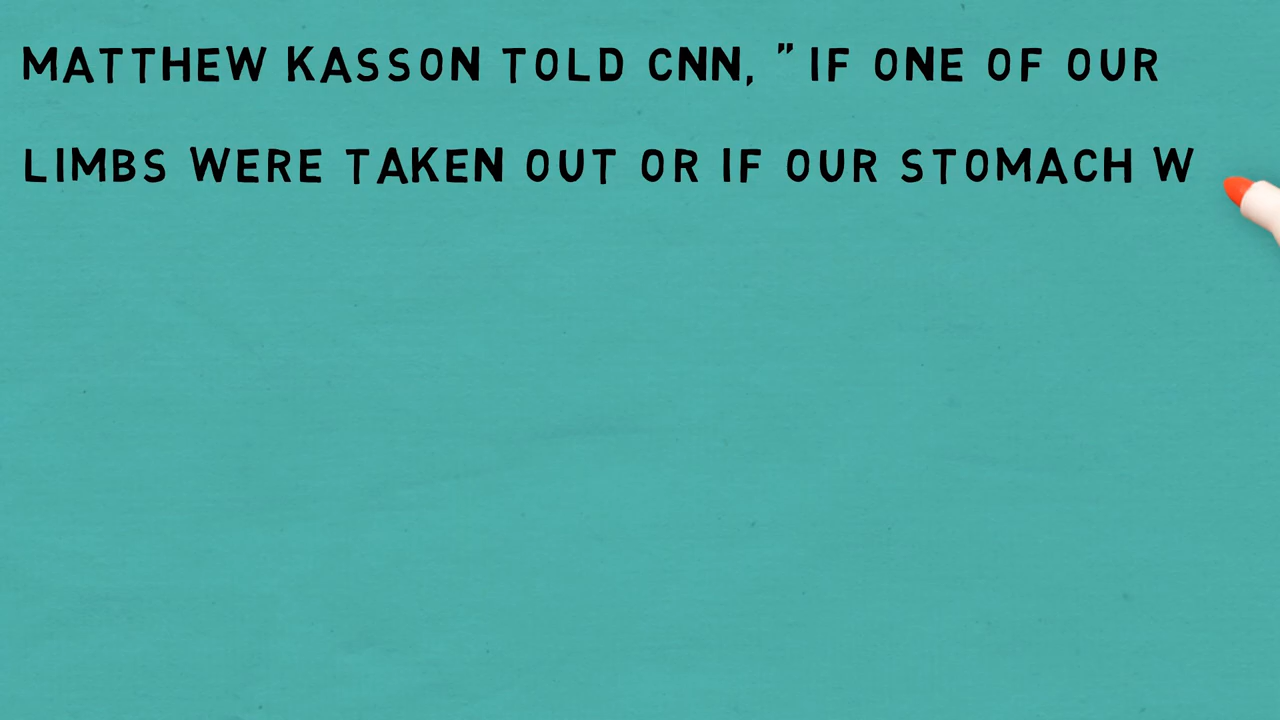 MATTHEW KASSON TOLD CNN, " IF ONE OF OUR
LIMBS WERE TAKEN OUT OR IF OUR STOMACH W